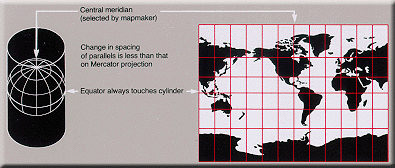 Central meridian
(selected by mapmaker)
Change in spacing
of parallels is less than that
on Mercator projection
Equator always touches cylinder